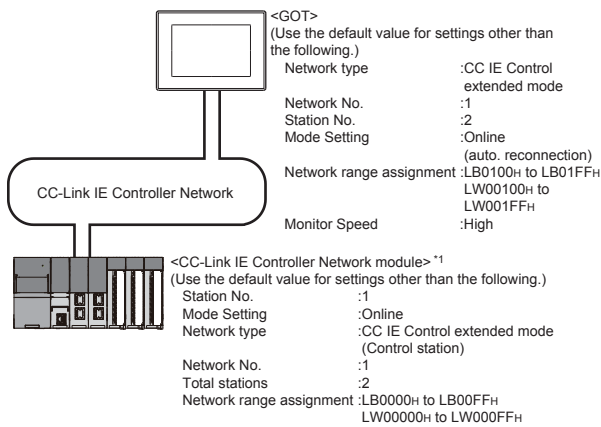 <GOT>
(Use the default value for settings other than
the following.)
Network type :CC IE Control
extended mode
Network No. :1
Station No. :2
Mode Setting :Online
(auto. reconnection)
Network range assignment :LB0100H to LB01FFH
LW00100H to
LW001FFH
Monitor Speed :High
CC-Link IE Controller Network
<CC-Link IE Controller Network module> *1
(Use the default value for settings other than the following.)
Station No. :1
Mode Setting :Online
Network type :CC IE Control extended mode
(Control station)
Network No. :1
Total stations :2
Network range assignment :LB0000H to LB00FFH
LW00000H to LW000FFH